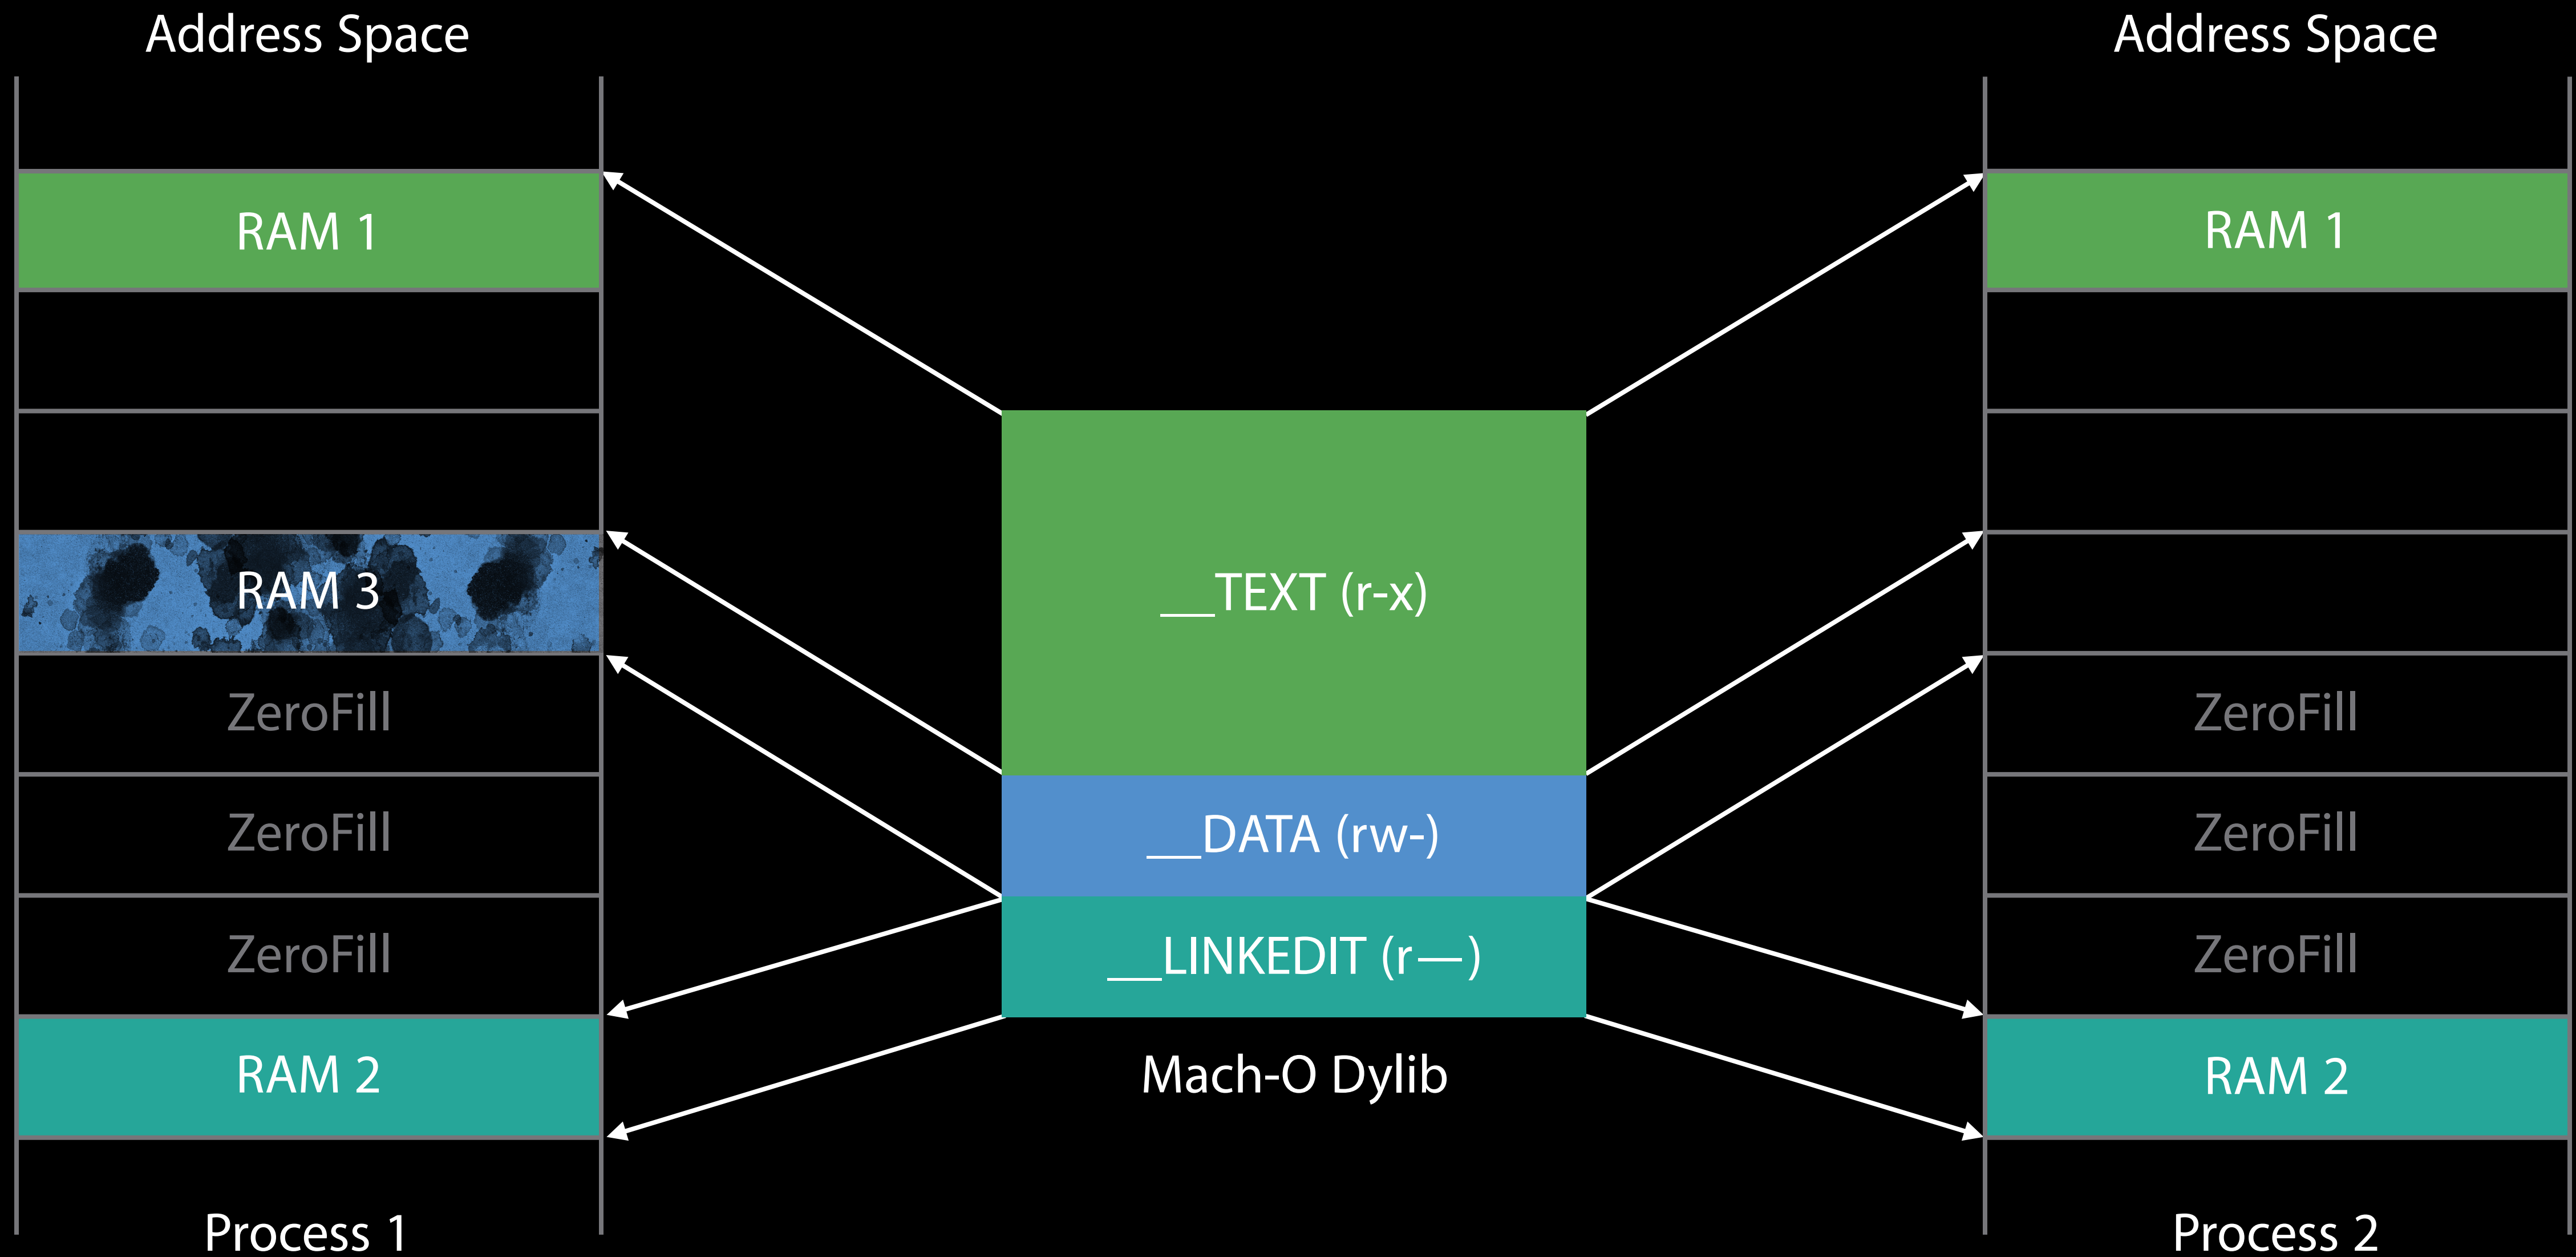 Address Space
RAM 1
RAM 3
ZeroFill
ZeroFill
ZeroFill
RAM 2
Process 1
__TEXT (r-x)
__DATA (rw-)
__LINKEDIT (r—)
Mach-O Dylib
Address Space
RAM 1
ZeroFill
ZeroFill
ZeroFill
RAM 2
Process 2